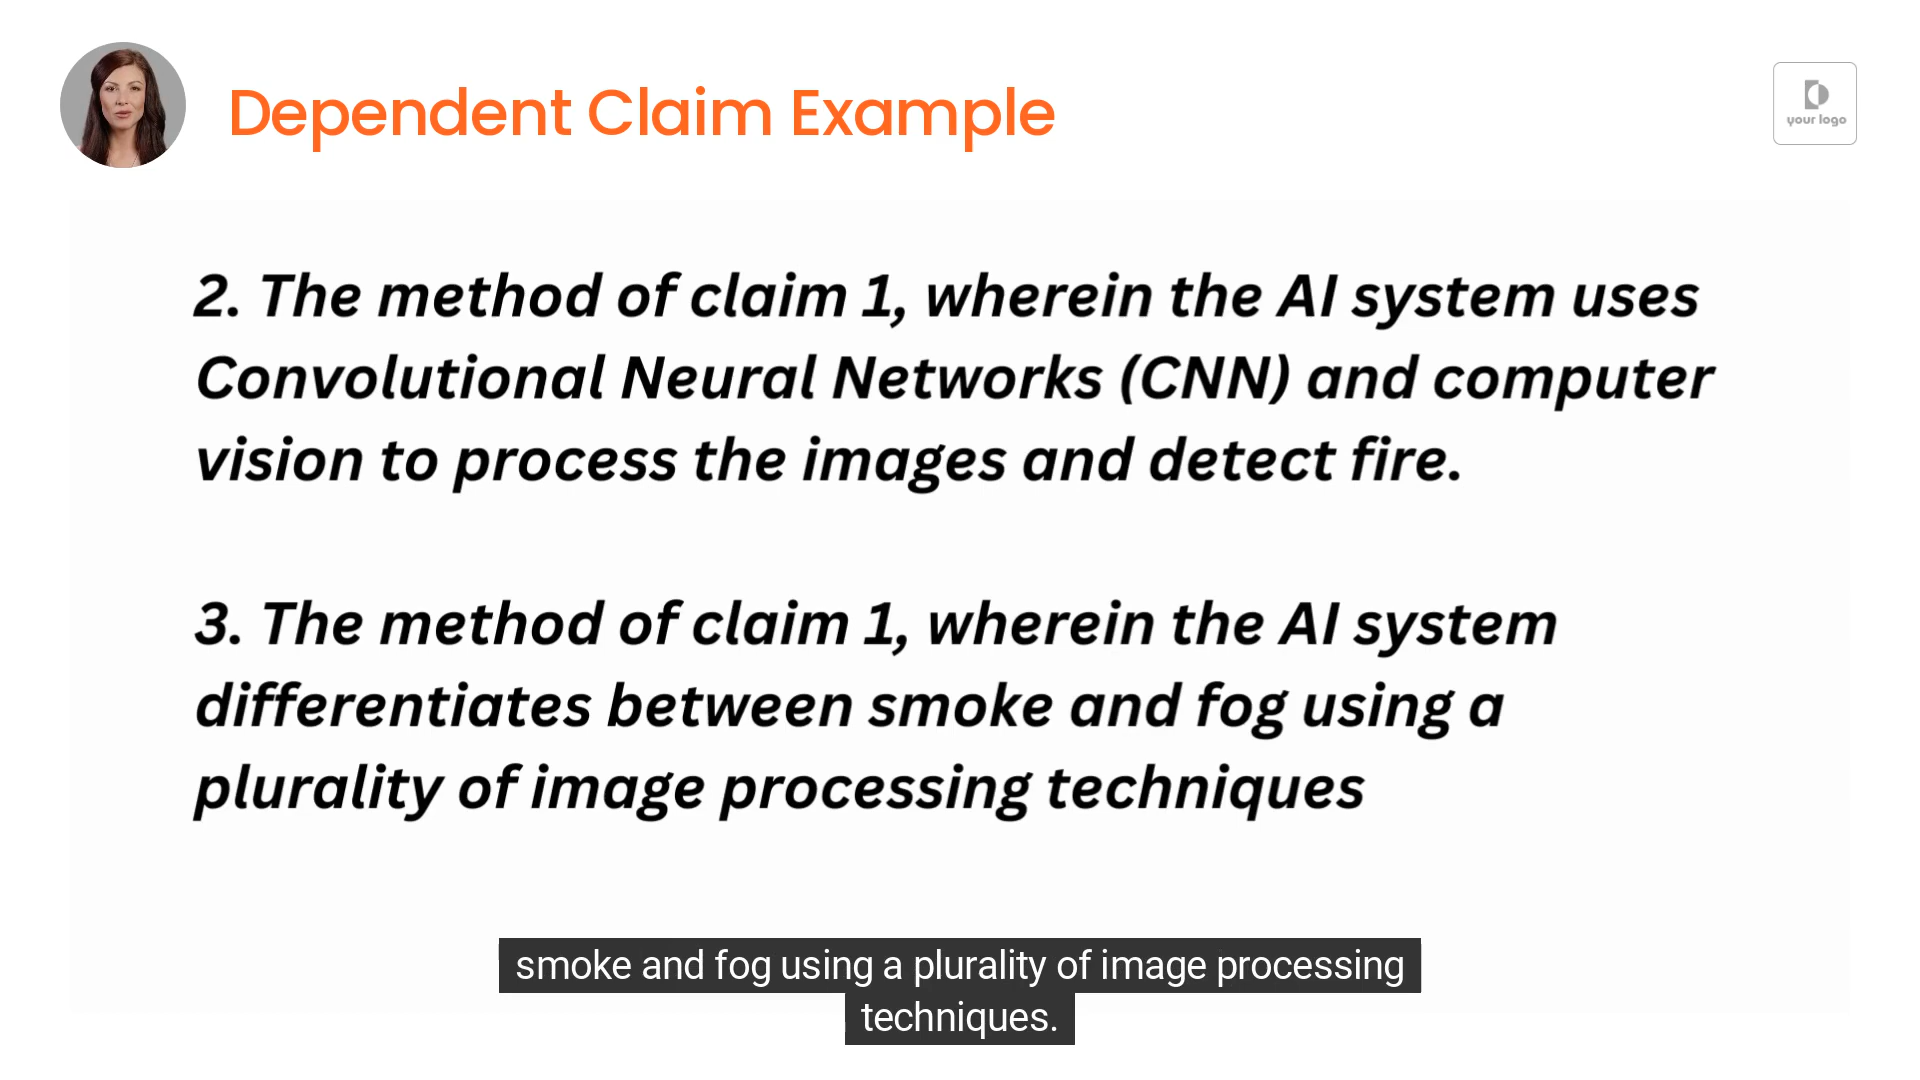 Dependent Claim Example
your logo
2. The method of claim 1, wherein the AI system uses
Convolutional Neural Networks (CNN) and computer
vision to process the images and detect fire.
3. The method of claim 1, wherein the AI system
differentiates between smoke and fog using a
plurality of image processing techniques
smoke and fog using a plurality of image processing
techniques.